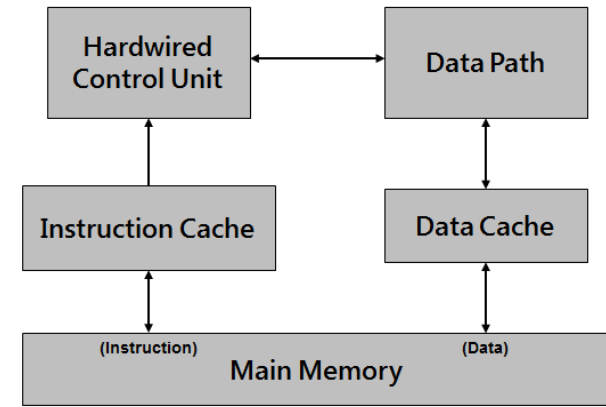 Hardwired
Control Unit
Data Path
Instruction Cache
Data Cache
(Instruction)
(Data)
Main Memory